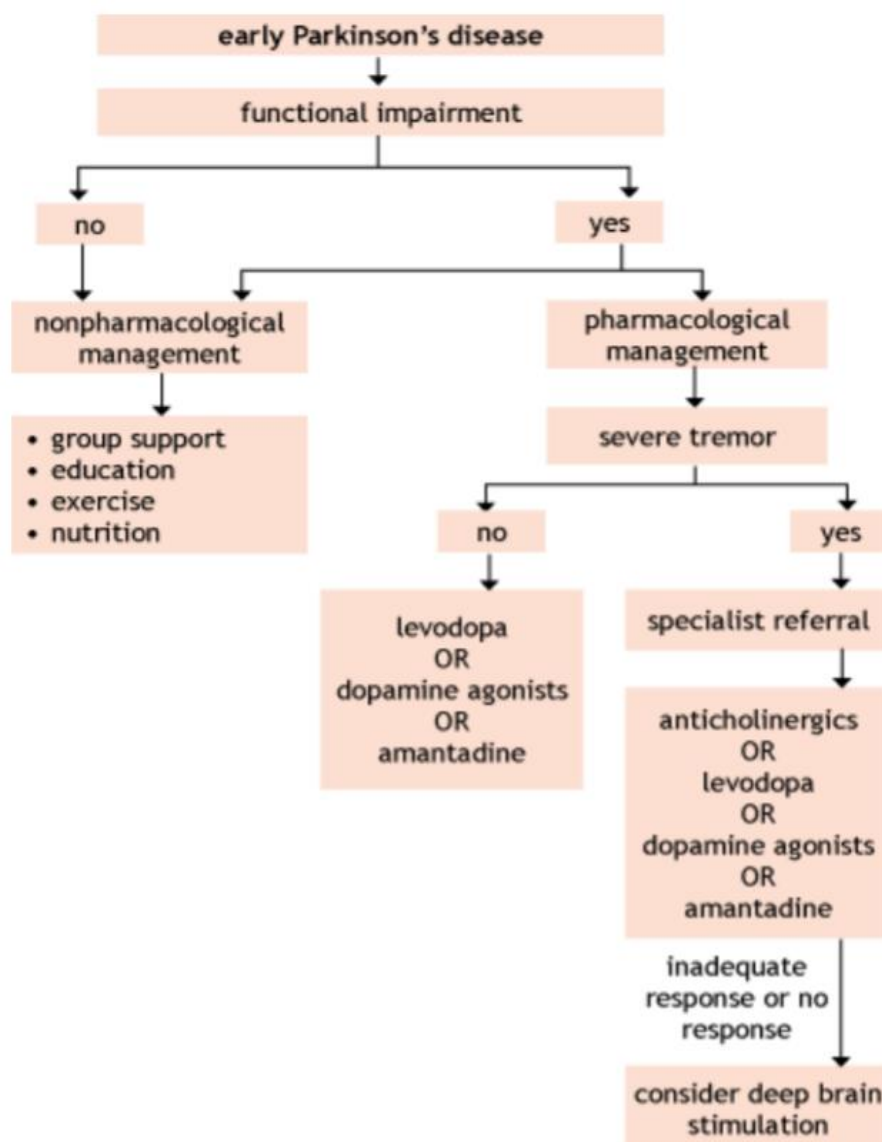 early Parkinson's disease
functional impairment
no
yes
nonpharmacological
management
pharmacological
management
• group support
• education
• exercise
• nutrition
severe tremor
no
yes
levodopa
OR
dopamine agonists
OR
amantadine
specialist referral
anticholinergics
OR
levodopa
OR
dopamine agonists
OR
amantadine
inadequate
response or no
response
consider deep brain
stimulation